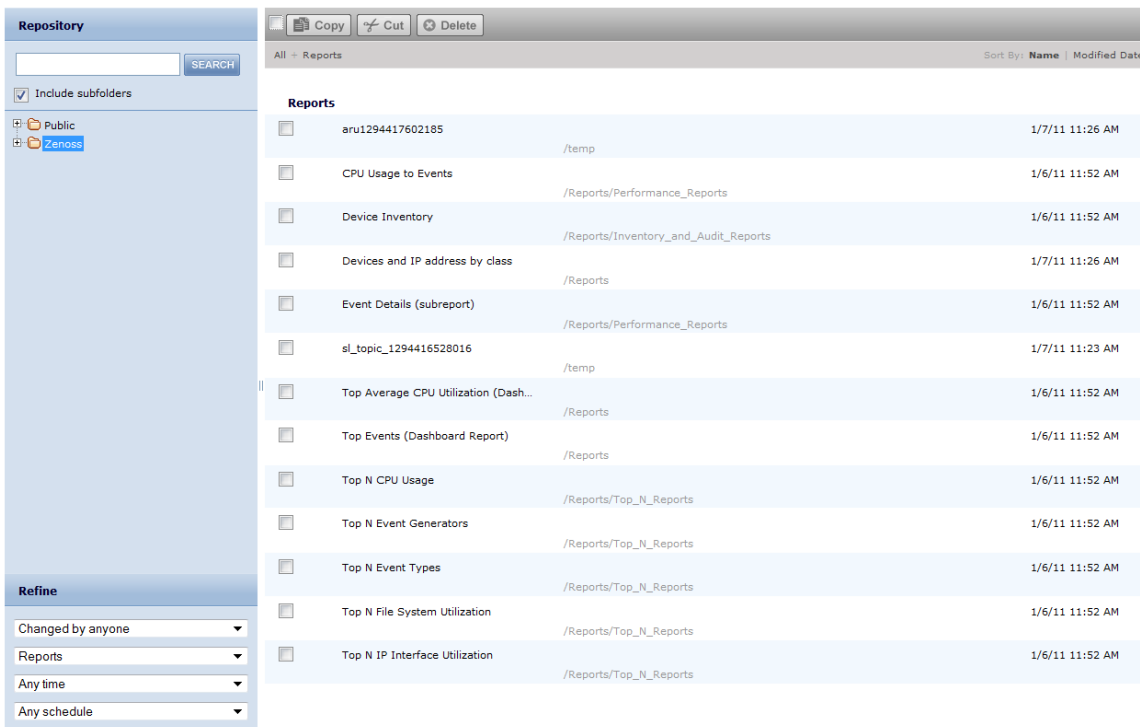 Repository
SEARCH
Include subfolders
Public
Zenoss
Refine
Changed by anyone
Reports
Any time
Any schedule
Copy Cut Delete
All + Reports Sort By: Name | Modified Date
Reports
aru1294417602185 1/7/11 11:26 AM
/temp
CPU Usage to Events 1/6/11 11:52 AM
/Reports/Performance_Reports
Device Inventory 1/6/11 11:52 AM
/Reports/Inventory_and_Audit_Reports
Devices and IP address by class 1/7/11 11:26 AM
/Reports
Event Details (subreport) 1/6/11 11:52 AM
/Reports/Performance_Reports
sl_topic_1294416528016 1/7/11 11:23 AM
/temp
Top Average CPU Utilization (Dash... 1/6/11 11:52 AM
/Reports
Top Events (Dashboard Report) 1/6/11 11:52 AM
/Reports
Top N CPU Usage 1/6/11 11:52 AM
/Reports/Top_N_Reports
Top N Event Generators 1/6/11 11:52 AM
/Reports/Top_N_Reports
Top N Event Types 1/6/11 11:52 AM
/Reports/Top_N_Reports
Top N File System Utilization 1/6/11 11:52 AM
/Reports/Top_N_Reports
Top N IP Interface Utilization 1/6/11 11:52 AM
/Reports/Top_N_Reports